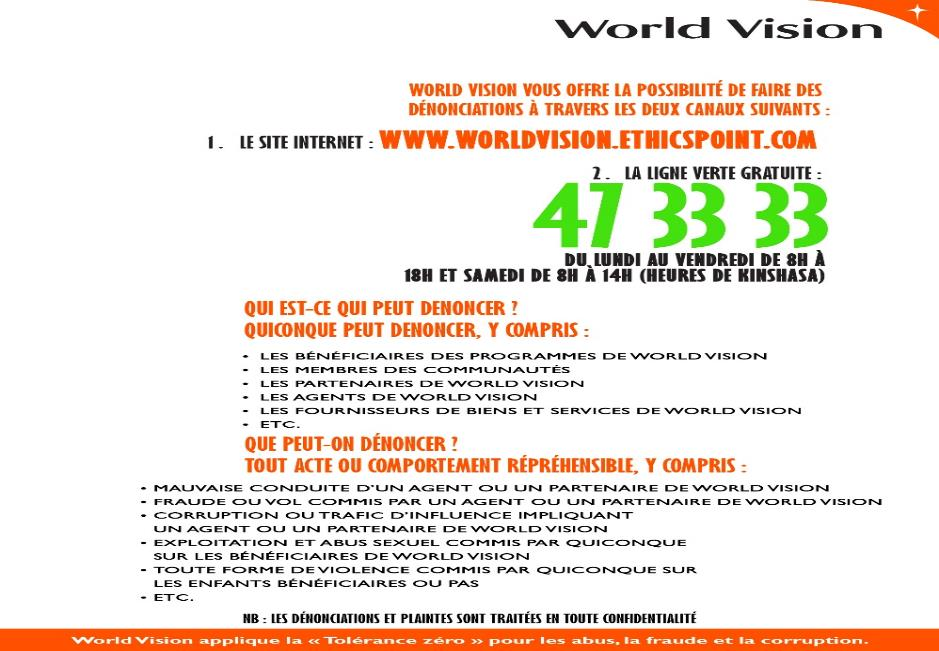 World Vision
WORLD VISION VOUS OFFRE LA POSSIBILITÉ DE FAIRE DES
DÉNONCIATIONS À TRAVERS LES DEUX CANAUX SUIVANTS :
1 . LE SITE INTERNET : WWW.WORLDVISION.ETHICSPOINT.COM
2 . LA LIGNE VERTE GRATUITE :
47 33 33
DU LUNDI AU VENDREDI DE 8H À
18H ET SAMEDI DE 8H À 14H (HEURES DE KINSHASA)
QUI EST-CE QUI PEUT DENONCER ?
QUICONQUE PEUT DENONCER, Y COMPRIS :
• LES BÉNÉFICIAIRES DES PROGRAMMES DE WORLD VISION
• LES MEMBRES DES COMMUNAUTÉS
• LES PARTENAIRES DE WORLD VISION
• LES AGENTS DE WORLD VISION
• LES FOURNISSEURS DE BIENS ET SERVICES DE WORLD VISION
• ETC.
QUE PEUT-ON DÉNONCER ?
TOUT ACTE OU COMPORTEMENT RÉPRÉHENSIBLE, Y COMPRIS :
• MAUVAISE CONDUITE D'UN AGENT OU UN PARTENAIRE DE WORLD VISION
• FRAUDE OU VOL COMMIS PAR UN AGENT OU UN PARTENAIRE DE WORLD VISION
• CORRUPTION OU TRAFIC D'INFLUENCE IMPLIQUANT
UN AGENT OU UN PARTENAIRE DE WORLD VISION
• EXPLOITATION ET ABUS SEXUEL COMMIS PAR QUICONQUE
SUR LES BÉNÉFICIAIRES DE WORLD VISION
• TOUTE FORME DE VIOLENCE COMMIS PAR QUICONQUE SUR
LES ENFANTS BÉNÉFICIAIRES OU PAS
• ETC.
NB : LES DÉNONCIATIONS ET PLAINTES SONT TRAITÉES EN TOUTE CONFIDENTIALITÉ
World Vision applique la « Tolérance zéro » pour les abus, la fraude et la corruption.